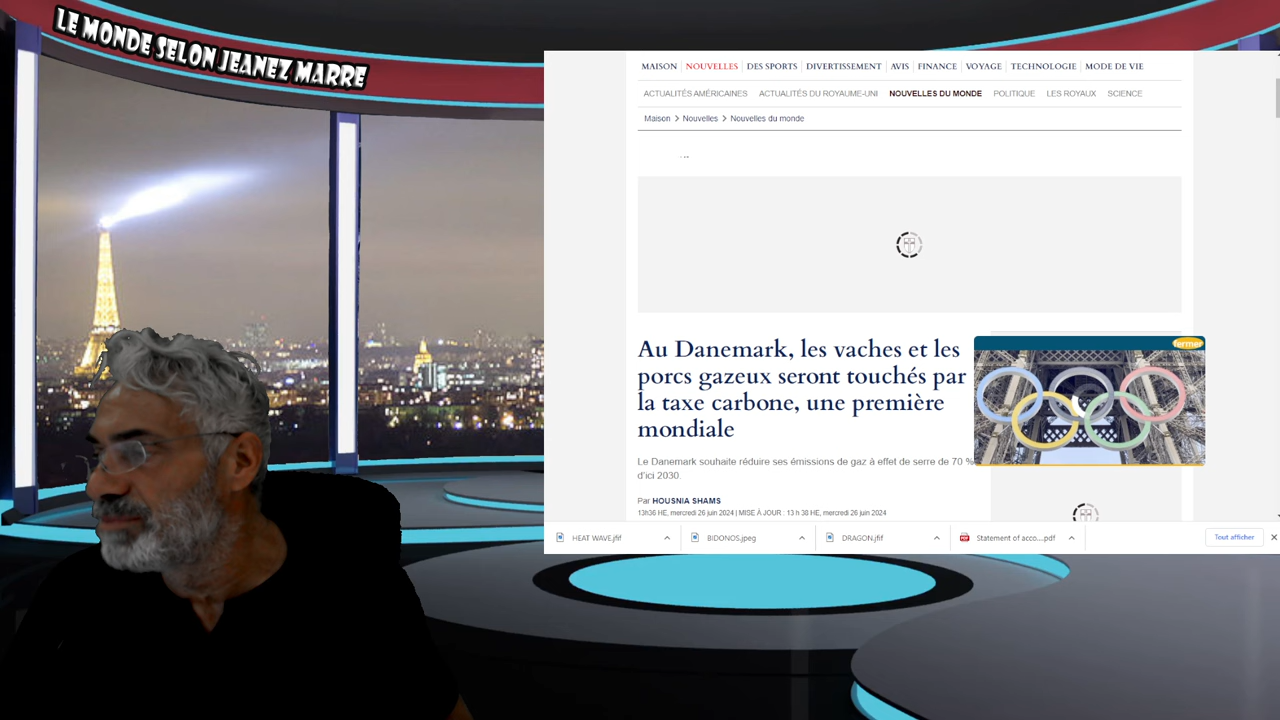 LE MONDE SELON JEANEZ MARRE
MAISON NOUVELLES DES SPORTS DIVERTISSEMENT AVIS FINANCE VOYAGE TECHNOLOGIE MODE DE VIE
ACTUALITÉS AMÉRICAINES ACTUALITÉS DU ROYAUME-UNI NOUVELLES DU MONDE POLITIQUE LES ROYAUX SCIENCE
Maison > Nouvelles > Nouvelles du monde
Au Danemark, les vaches et les
porcs gazeux seront touchés par
la taxe carbone, une première
mondiale
fermer
Le Danemark souhaite réduire ses émissions de gaz à effet de serre de 70 %
d'ici 2030.
Par HOUSNIA SHAMS
13h36 HE, mercredi 26 juin 2024 | MISE À JOUR : 13 h 38 HE, mercredi 26 juin 2024
HEAT WAVE.jfif BIDONOS.jpeg DRAGON.jfif Statement of acco....pdf Tout afficher